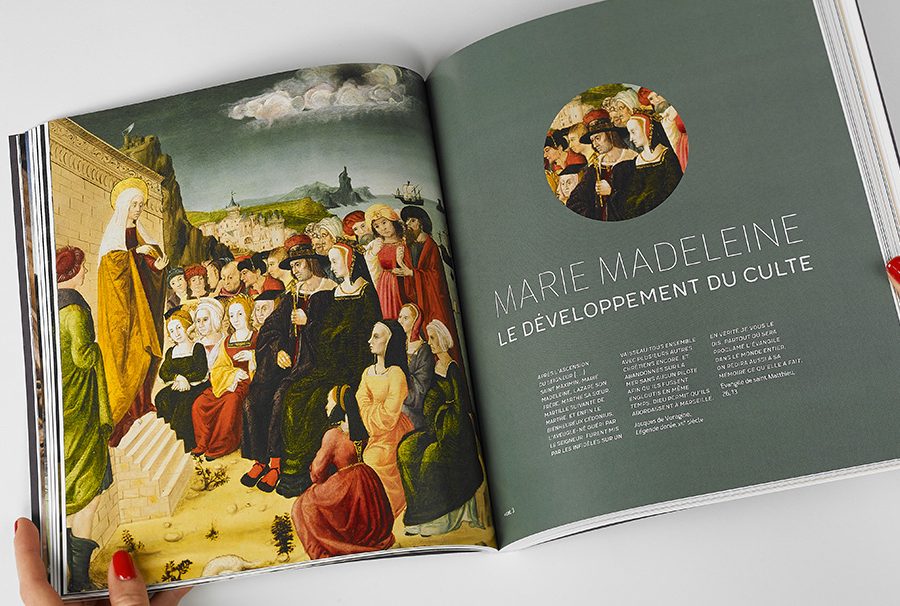 MARIE MADELEINE
LE DÉVELOPPEMENT DU CULTE
APRÈS L'ASCENSION
DU SEIGNEUR [...]
SAINT MAXIMIN, MARIE
MADELEINE, LAZARE SON
FRÈRE, MARTHE SA SŒUR,
MARTILLE SUIVANTE DE
MARTHE, ET ENFIN LE
BIENHEUREUX CÉDONIUS,
L'AVEUGLE-NÉ GUÉRI PAR
LE SEIGNEUR, FURENT MIS
PAR LES INFIDÈLES SUR UN
VAISSEAU TOUS ENSEMBLE
AVEC PLUSIEURS AUTRES
CHRÉTIENS ENCORE, ET
ABANDONNÉS SUR LA
MER SANS AUCUN PILOTE
AFIN QU'ILS FUSSENT
ENGLOUTIS EN MÊME
TEMPS. DIEU PERMIT QU'ILS
ABORDASSENT À MARSEILLE.
Jacques de Voragine,
Légende dorée, XIIIe siècle
EN VÉRITÉ JE VOUS LE
DIS, PARTOUT OÙ SERA
PROCLAMÉ L'ÉVANGILE
DANS LE MONDE ENTIER,
ON REDIRA AUSSI À SA
MÉMOIRE CE QU'ELLE A FAIT.
Évangile de saint Matthieu,
26,13